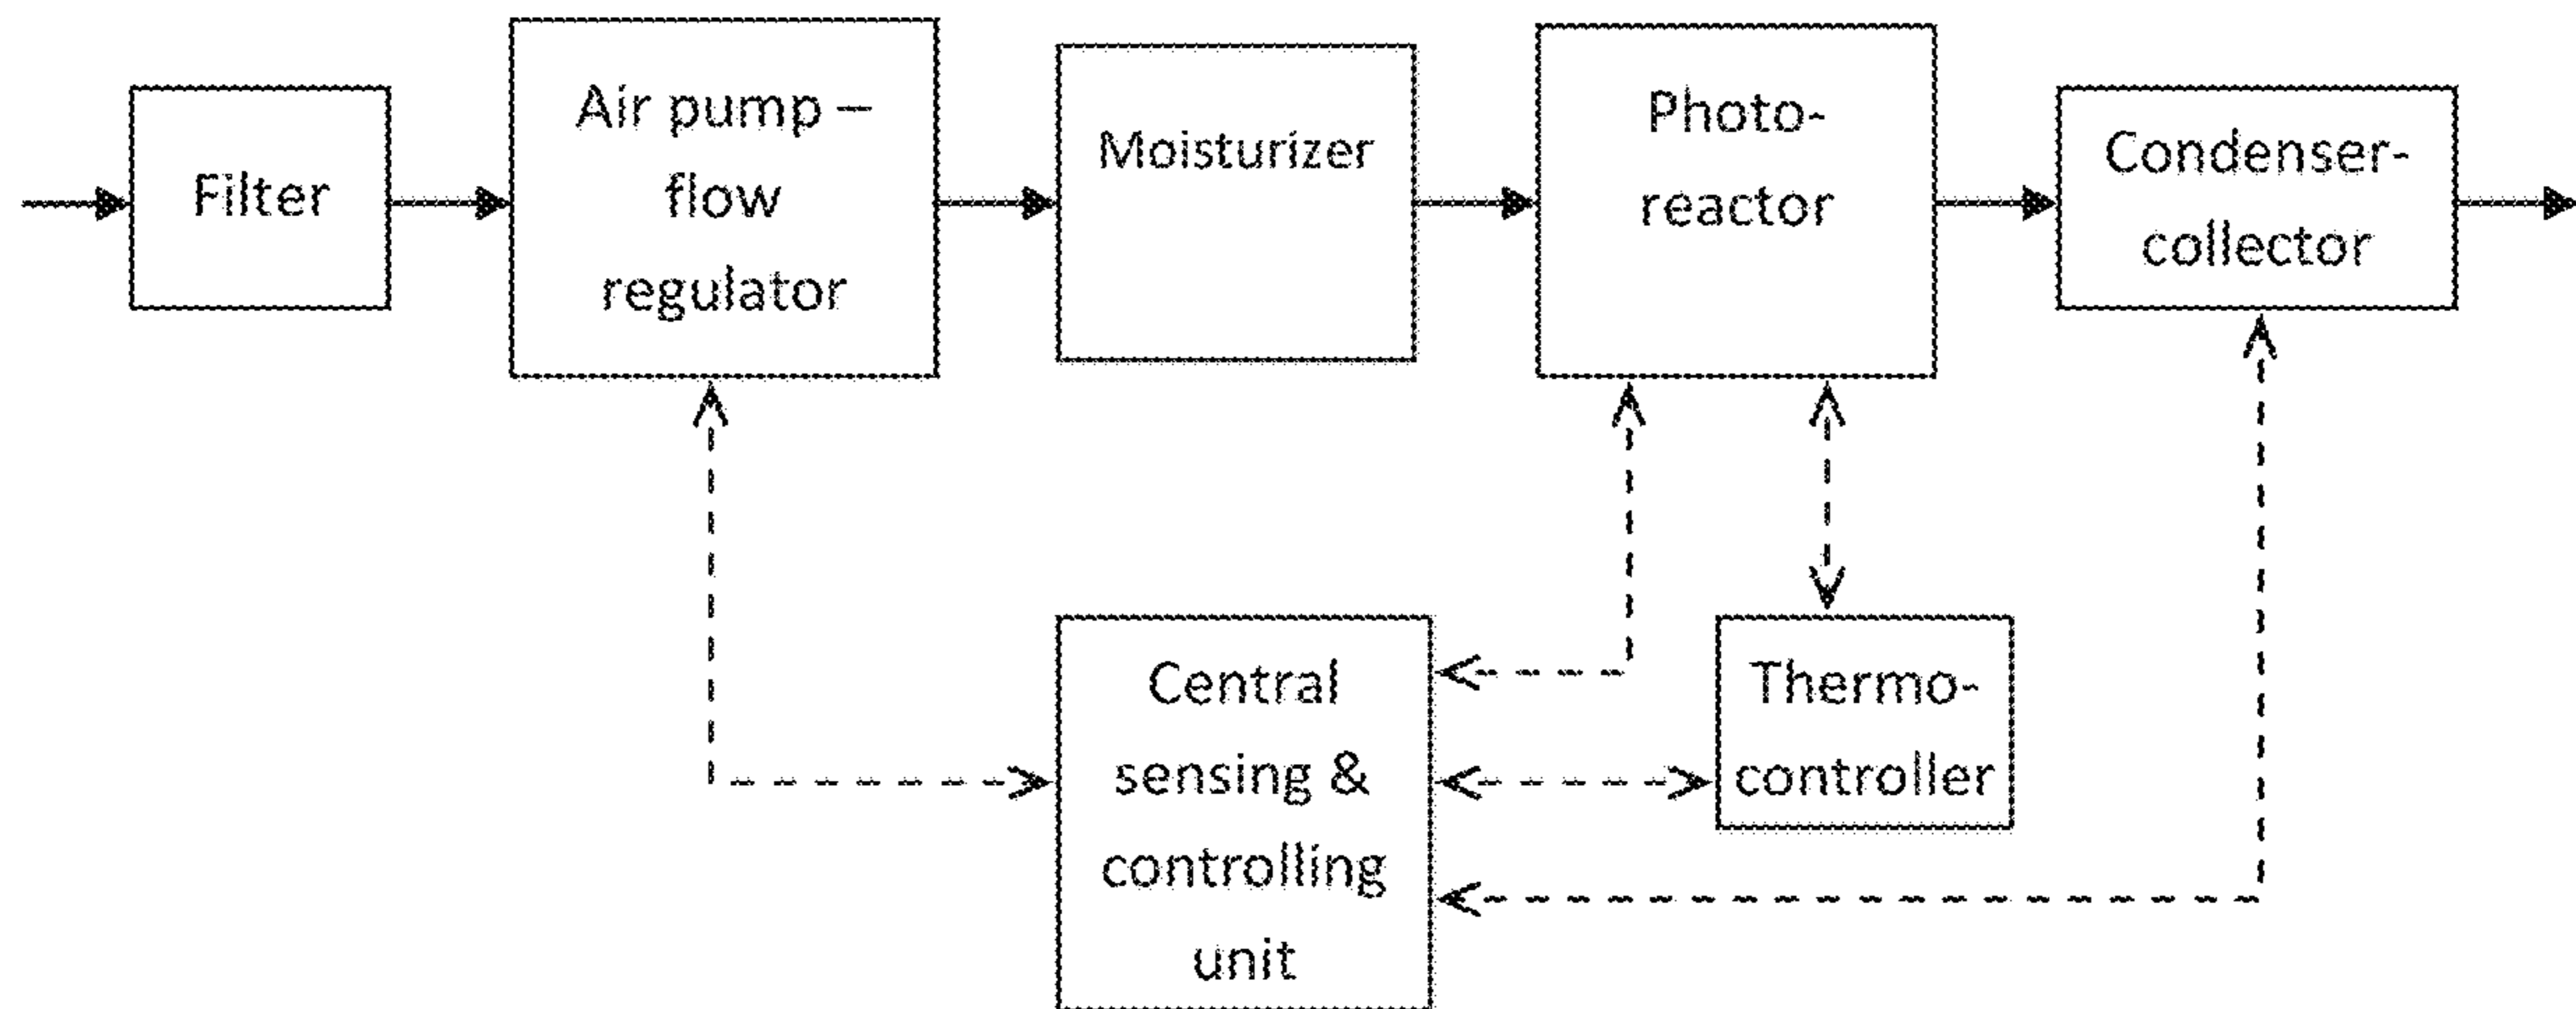 Filter
Air pump –
flow
regulator
Moisturizer
Photo-
reactor
Condenser-
collector
Central
sensing &
controlling
unit
Thermo-
controller